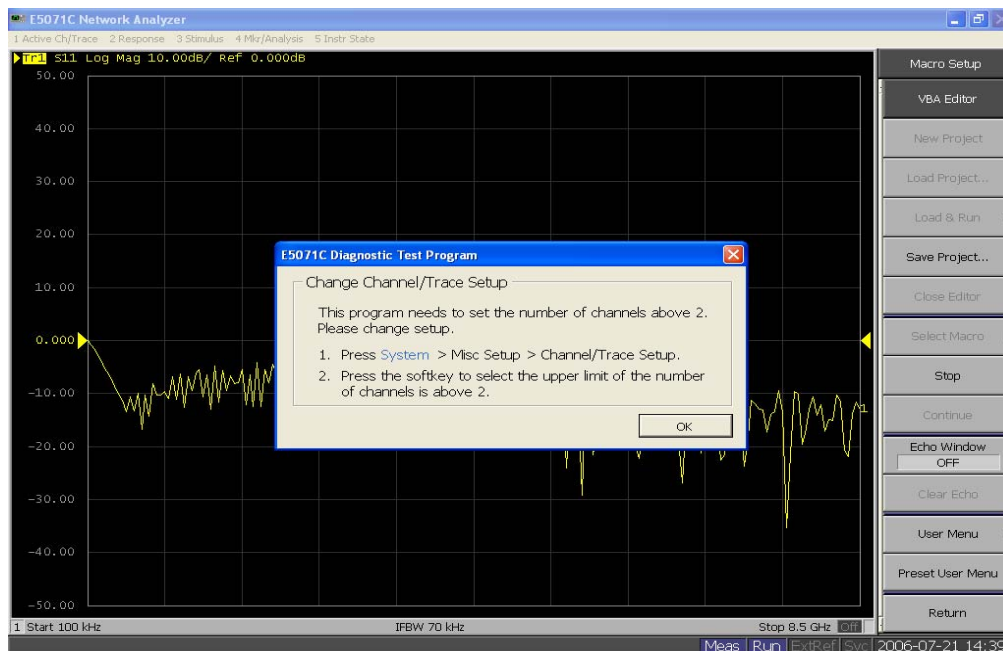 E5071C Network Analyzer
1 Active Ch/Trace 2 Response 3 Stimulus 4 Mkr/Analysis 5 Instr State
Tr1 S11 Log Mag 10.00dB/ Ref 0.000dB
50.00
40.00
30.00
20.00
10.00
0.000
-10.00
-20.00
-30.00
-40.00
-50.00
1
E5071C Diagnostic Test Program
Change Channel/Trace Setup
This program needs to set the number of channels above 2.
Please change setup.
1. Press System > Misc Setup > Channel/Trace Setup.
2. Press the softkey to select the upper limit of the number
of channels is above 2.
OK
Macro Setup
VBA Editor
New Project
Load Project...
Load & Run
Save Project...
Close Editor
Select Macro
Stop
Continue
Echo Window
OFF
Clear Echo
User Menu
Preset User Menu
Return
1 Start 100 kHz IFBW 70 kHz Stop 8.5 GHz Off
Meas Run ExtRef Svc 2006-07-21 14:39